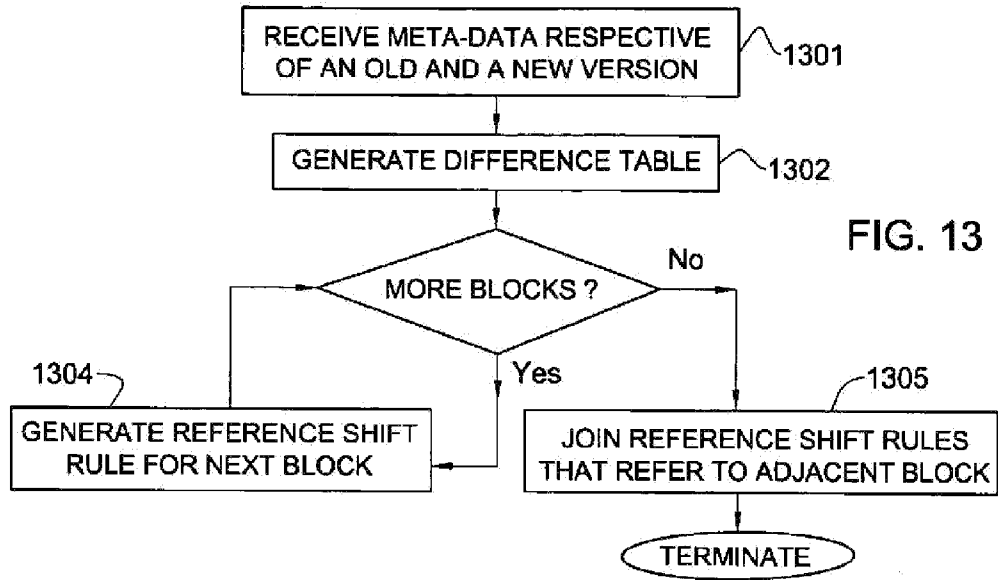 RECEIVE META-DATA RESPECTIVE
OF AN OLD AND A NEW VERSION
1301
GENERATE DIFFERENCE TABLE
1302
FIG. 13
MORE BLOCKS ?
No
Yes
1304
GENERATE REFERENCE SHIFT
RULE FOR NEXT BLOCK
1305
JOIN REFERENCE SHIFT RULES
THAT REFER TO ADJACENT BLOCK
TERMINATE